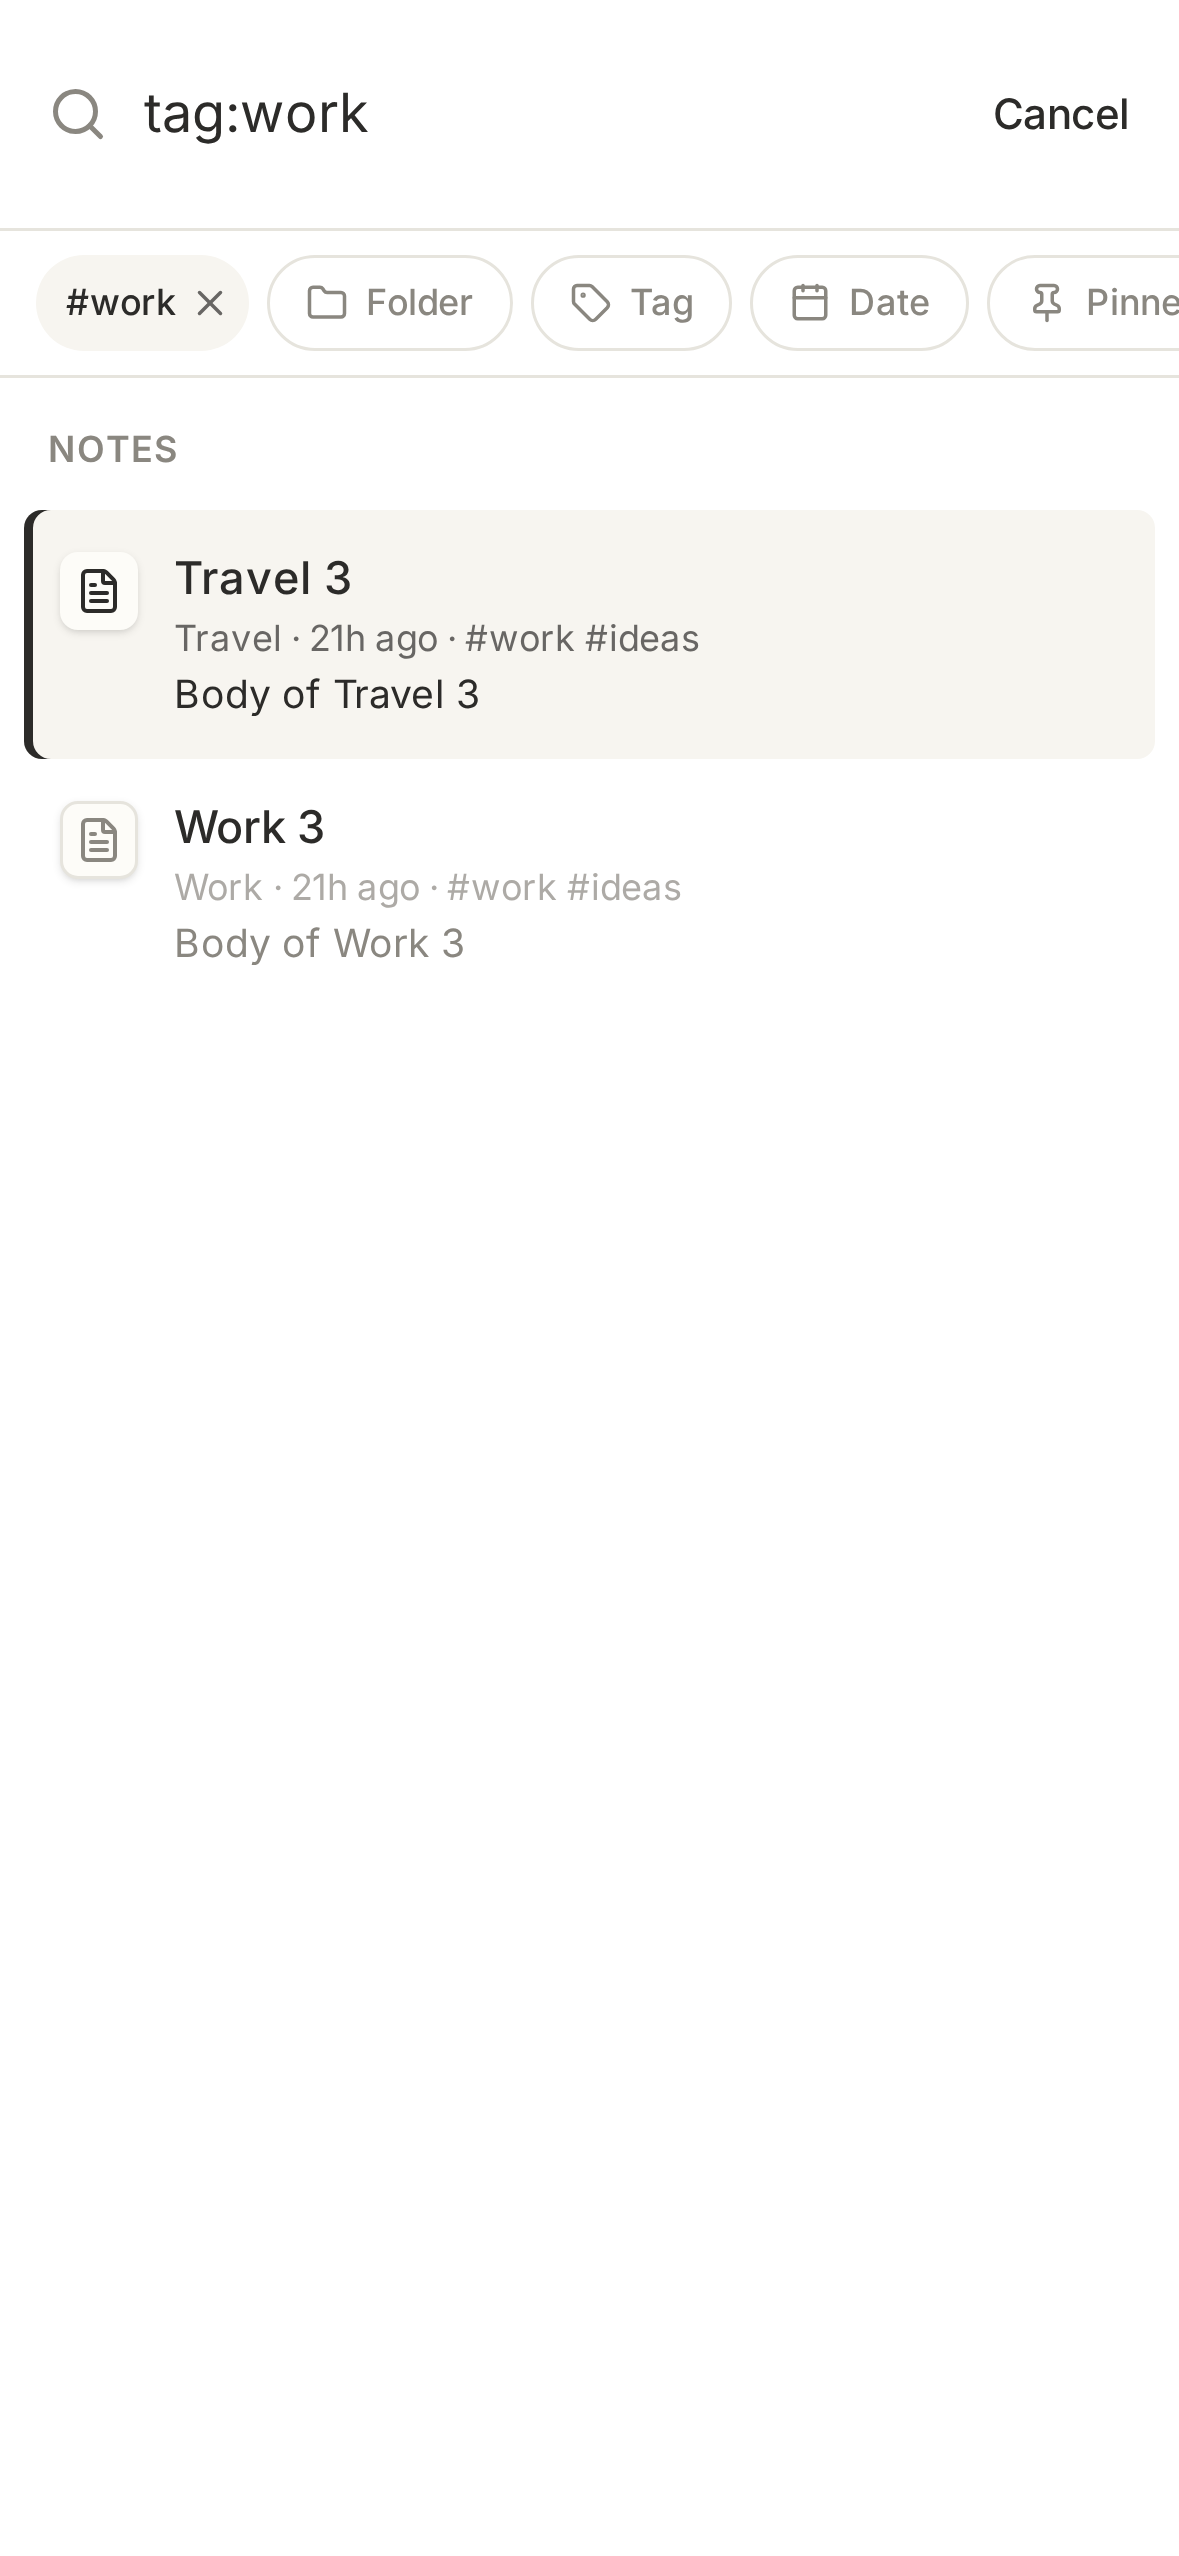 tag:work Cancel
#work Folder Tag Date Pinne
NOTES
Travel 3
Travel · 21h ago · #work #ideas
Body of Travel 3
Work 3
Work · 21h ago · #work #ideas
Body of Work 3